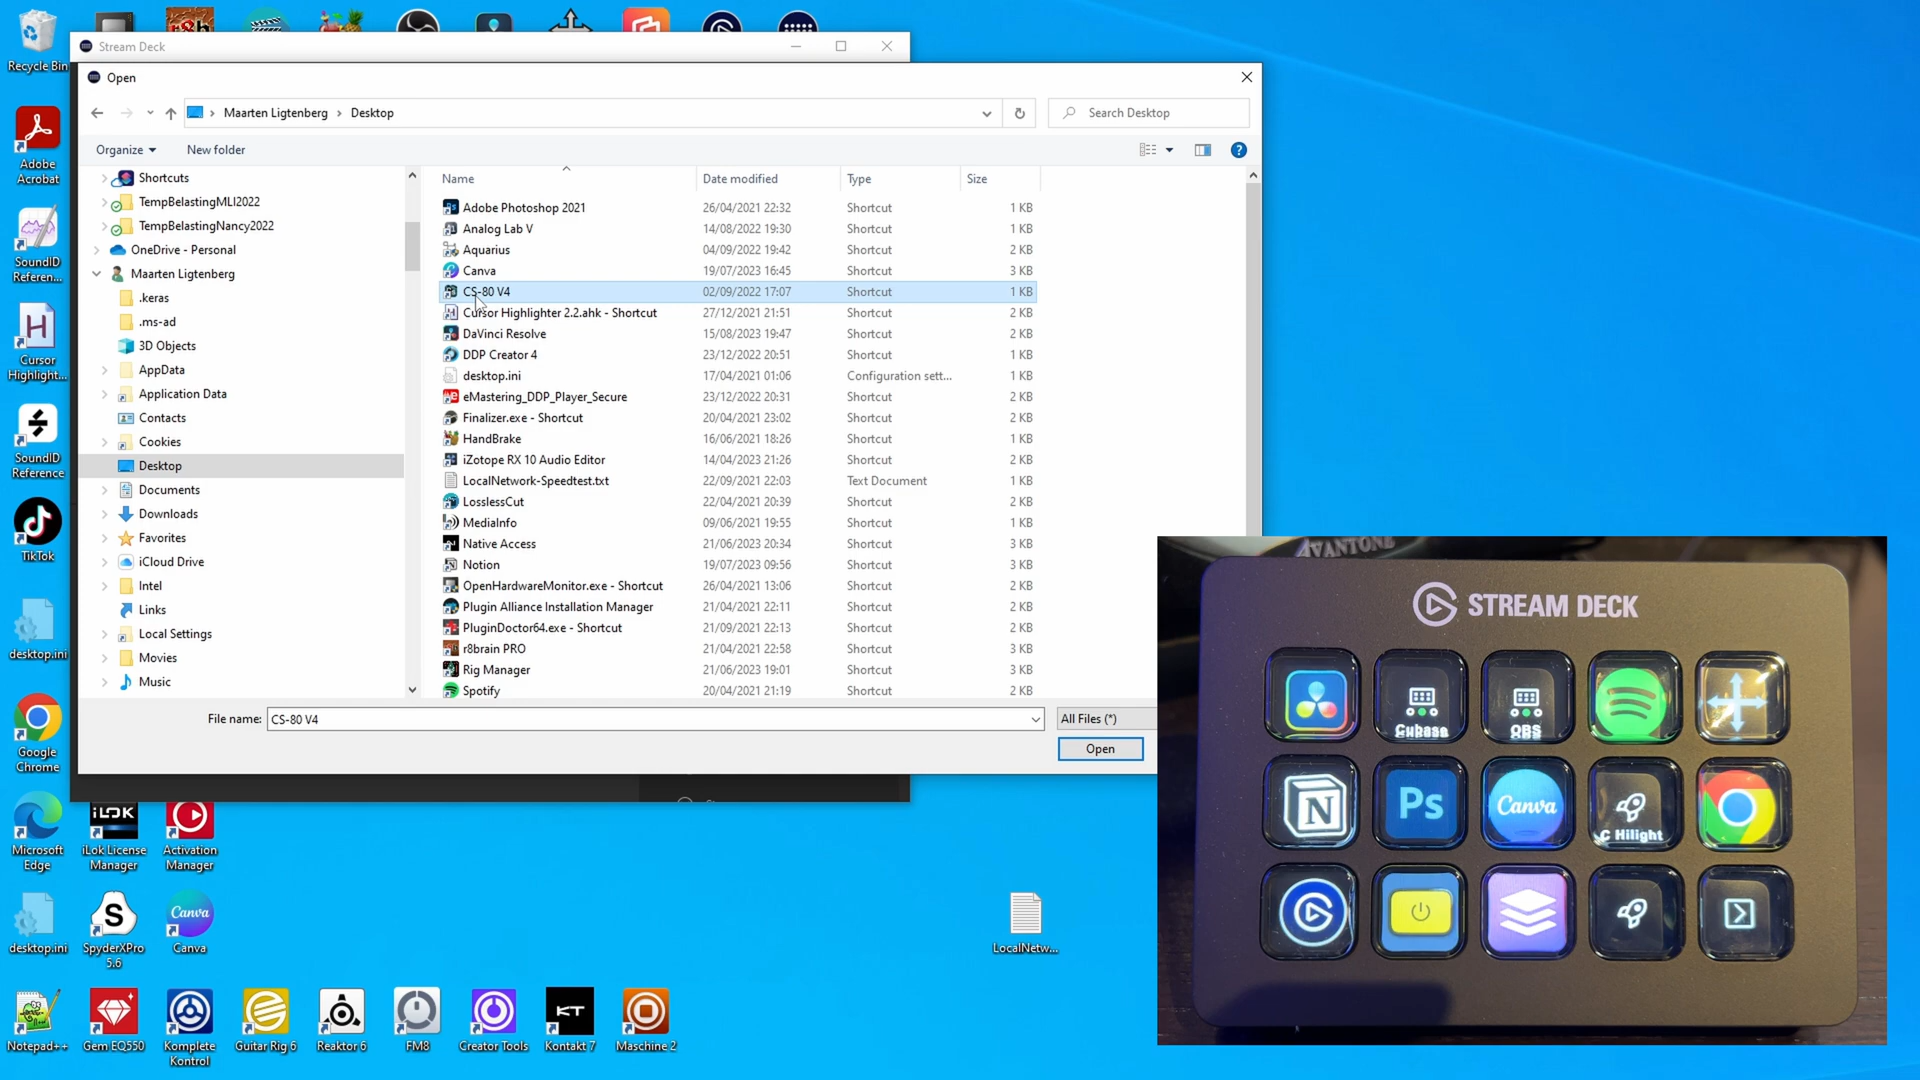 Recycle Bin
Stream Deck
Open
Maarten Ligtenberg
Desktop
Search Desktop
Organize
New folder
Name
Date modified
Type
Size
Shortcuts
TempBelastingMLI2022
TempBelastingNancy2022
OneDrive - Personal
Maarten Ligtenberg
.keras
.ms-ad
3D Objects
AppData
Application Data
Contacts
Cookies
Desktop
Documents
Downloads
Favorites
iCloud Drive
Intel
Links
Local Settings
Movies
Music
Adobe Photoshop 2021 26/04/2021 22:32 Shortcut 1 KB
Analog Lab V 14/08/2022 19:30 Shortcut 1 KB
Aquarius 04/09/2022 19:42 Shortcut 2 KB
Canva 19/07/2023 16:45 Shortcut 3 KB
CS-80 V4 02/09/2022 17:07 Shortcut 1 KB
Cursor Highlighter 2.2.ahk - Shortcut 27/12/2021 21:51 Shortcut 2 KB
DaVinci Resolve 15/08/2023 19:47 Shortcut 2 KB
DDP Creator 4 23/12/2022 20:51 Shortcut 1 KB
desktop.ini 17/04/2021 01:06 Configuration sett... 1 KB
eMastering_DDP_Player_Secure 23/12/2022 20:31 Shortcut 2 KB
Finalizer.exe - Shortcut 20/04/2021 23:02 Shortcut 2 KB
HandBrake 16/06/2021 18:26 Shortcut 1 KB
iZotope RX 10 Audio Editor 14/04/2023 21:26 Shortcut 2 KB
LocalNetwork-Speedtest.txt 22/09/2021 22:03 Text Document 1 KB
LosslessCut 22/04/2021 20:39 Shortcut 2 KB
MediaInfo 09/06/2021 19:55 Shortcut 1 KB
Native Access 21/06/2023 20:34 Shortcut 3 KB
Notion 19/07/2023 09:56 Shortcut 3 KB
OpenHardwareMonitor.exe - Shortcut 26/04/2021 13:06 Shortcut 2 KB
Plugin Alliance Installation Manager 21/04/2021 22:11 Shortcut 2 KB
PluginDoctor64.exe - Shortcut 21/09/2021 22:13 Shortcut 2 KB
r8brain PRO 21/04/2021 22:58 Shortcut 3 KB
Rig Manager 21/06/2023 19:01 Shortcut 3 KB
Spotify 20/04/2021 21:19 Shortcut 2 KB
File name: CS-80 V4
All Files (*)
Open
Adobe
Acrobat
SoundID
Referen...
H
Cursor
Highlight...
SoundID
Reference
TikTok
desktop.ini
Google
Chrome
Microsoft
Edge
iLOK
iLok License
Manager
Activation
Manager
desktop.ini
S
SpyderXPro
5.6
Canva
Canva
LocalNetw...
Notepad++
Gem EQ550
Komplete
Kontrol
Guitar Rig 6
Reaktor 6
FM8
Creator Tools
KT
Kontakt 7
Maschine 2
AVANTONE
STREAM DECK
Cubase
OBS
N
Ps
Canva
C Hilight